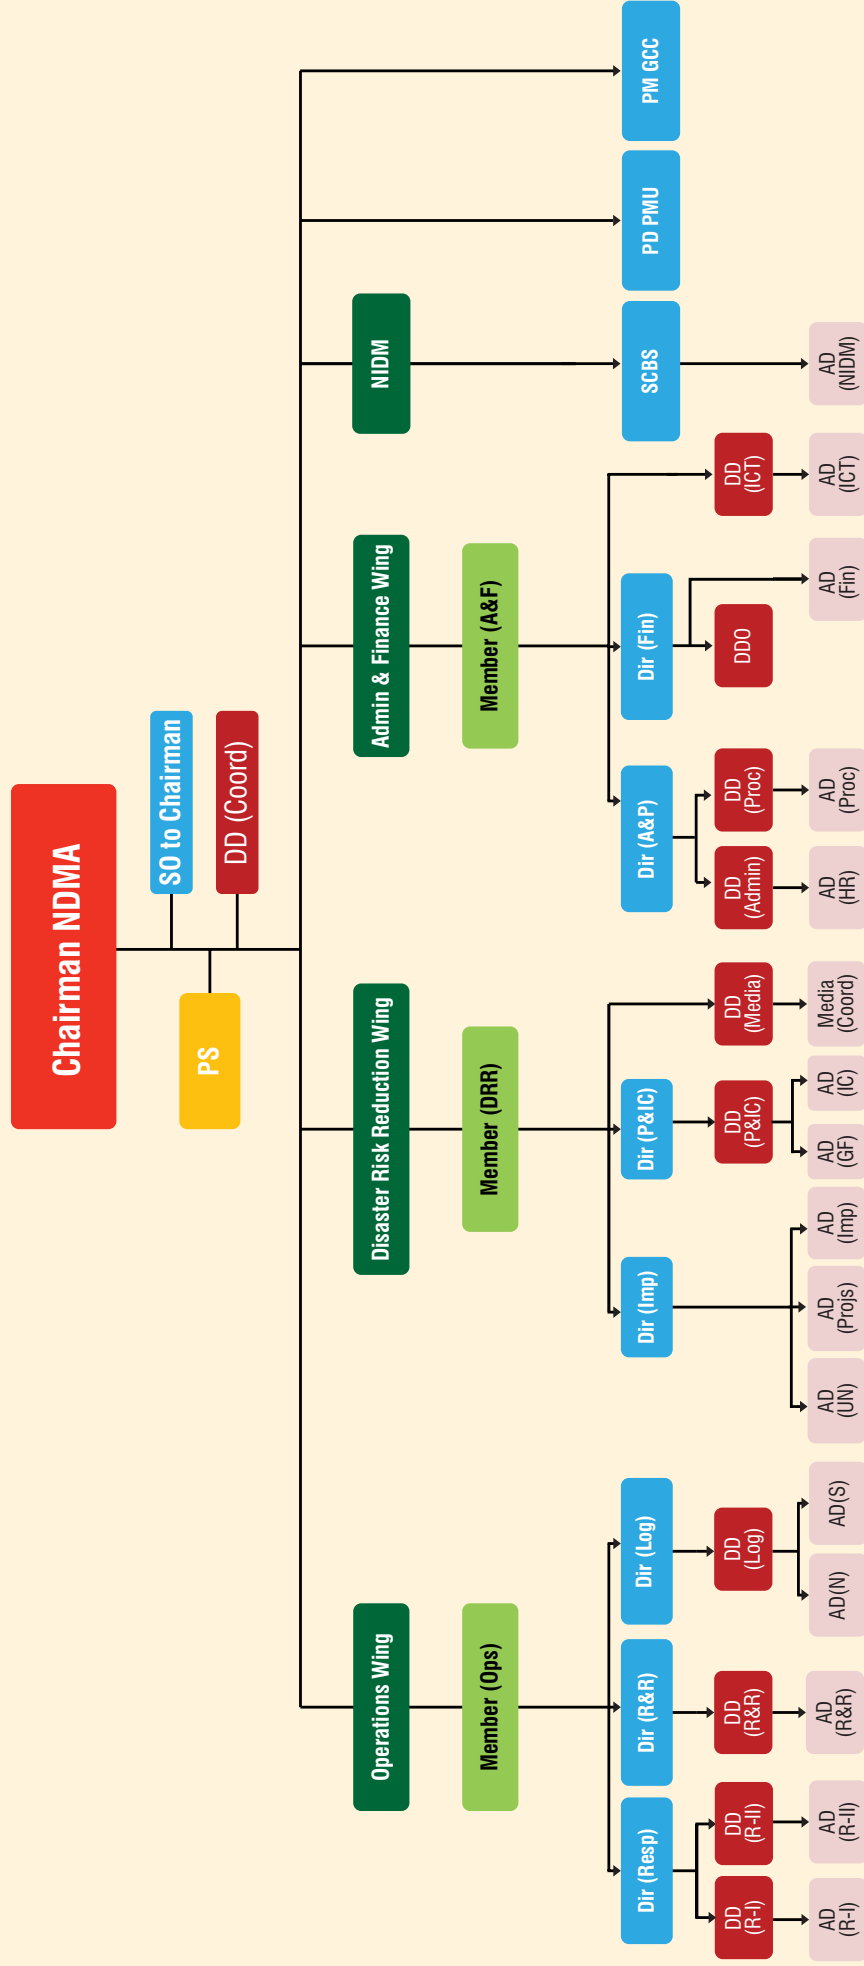 Chairman NDMA
SO to Chairman
PS
DD (Coord)
Operations Wing
Disaster Risk Reduction Wing
Admin & Finance Wing
NIDM
Member (Ops)
Member (DRR)
Member (A&F)
Dir (Resp)
Dir (R&R)
Dir (Log)
Dir (Imp)
Dir (P&IC)
Dir (A&P)
Dir (Fin)
SCBS
PD PMU
PM GCC
DD
(R-I)
DD
(R-II)
DD
(R&R)
DD
(Log)
DD
(P&IC)
DD
(Media)
DD
(Admin)
DD
(Proc)
DDO
DD
(ICT)
AD
(R-I)
AD
(R-II)
AD
(R&R)
AD(N)
AD(S)
AD
(UN)
AD
(Projs)
AD
(Imp)
AD
(GF)
AD
(IC)
Media
(Coord)
AD
(HR)
AD
(Proc)
AD
(Fin)
AD
(ICT)
AD
(NIDM)